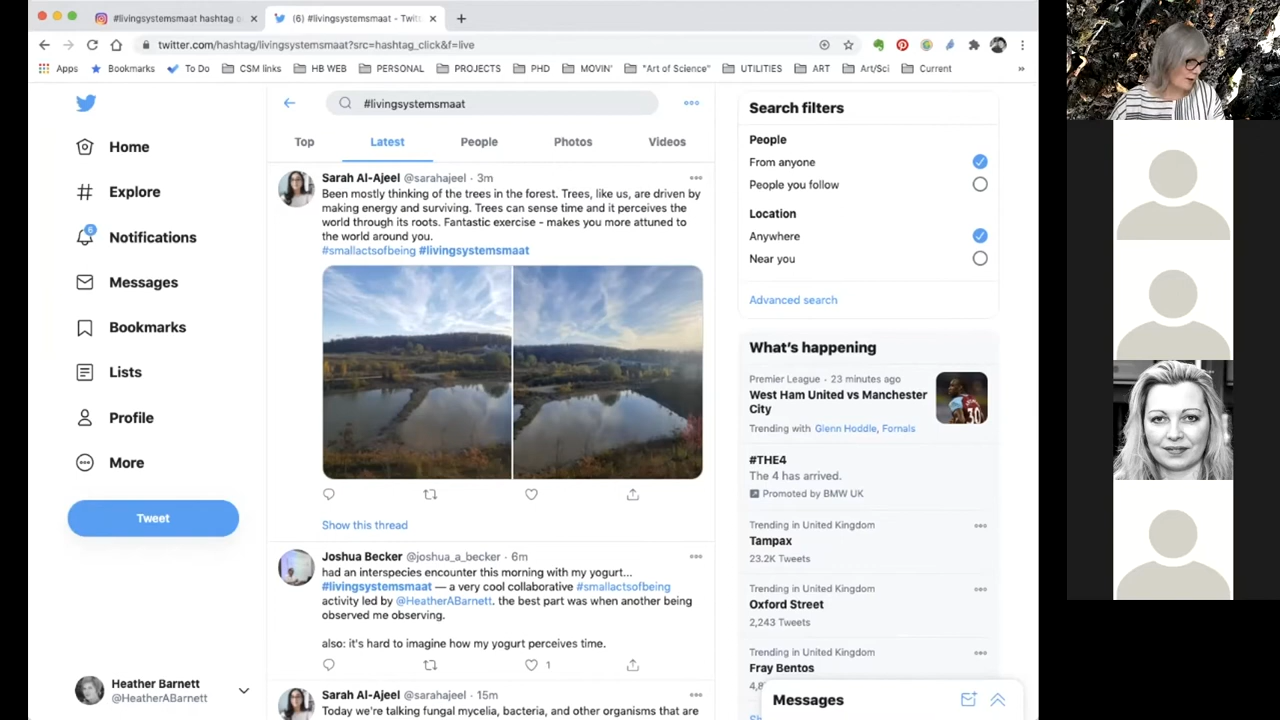 #livingsystemsmaat hashtag o
(6) #livingsystemsmaat - Twitt
twitter.com/hashtag/livingsystemsmaat?src=hashtag_click&f=live
Apps
Bookmarks
To Do
CSM links
HB WEB
PERSONAL
PROJECTS
PHD
MOVIN'
"Art of Science"
UTILITIES
ART
Art/Sci
Current
»
Home
Explore
6
Notifications
Messages
Bookmarks
Lists
Profile
More
Tweet
Heather Barnett
@HeatherABarnett
#livingsystemsmaat
Top
Latest
People
Photos
Videos
Sarah Al-Ajeel @sarahajeel · 3m
Been mostly thinking of the trees in the forest. Trees, like us, are driven by
making energy and surviving. Trees can sense time and it perceives the
world through its roots. Fantastic exercise - makes you more attuned to
the world around you.
#smallactsofbeing #livingsystemsmaat
Show this thread
Joshua Becker @joshua_a_becker · 6m
had an interspecies encounter this morning with my yogurt...
#livingsystemsmaat — a very cool collaborative #smallactsofbeing
activity led by @HeatherABarnett. the best part was when another being
observed me observing.
also: it's hard to imagine how my yogurt perceives time.
1
Sarah Al-Ajeel @sarahajeel · 15m
Today we're talking fungal mycelia, bacteria, and other organisms that are
Search filters
People
From anyone
People you follow
Location
Anywhere
Near you
Advanced search
What's happening
Premier League · 23 minutes ago
West Ham United vs Manchester
City
Trending with Glenn Hoddle, Fornals
30
#THE4
The 4 has arrived.
Promoted by BMW UK
Trending in United Kingdom
Tampax
23.2K Tweets
Trending in United Kingdom
Oxford Street
2,243 Tweets
Trending in United Kingdom
Fray Bentos
Messages